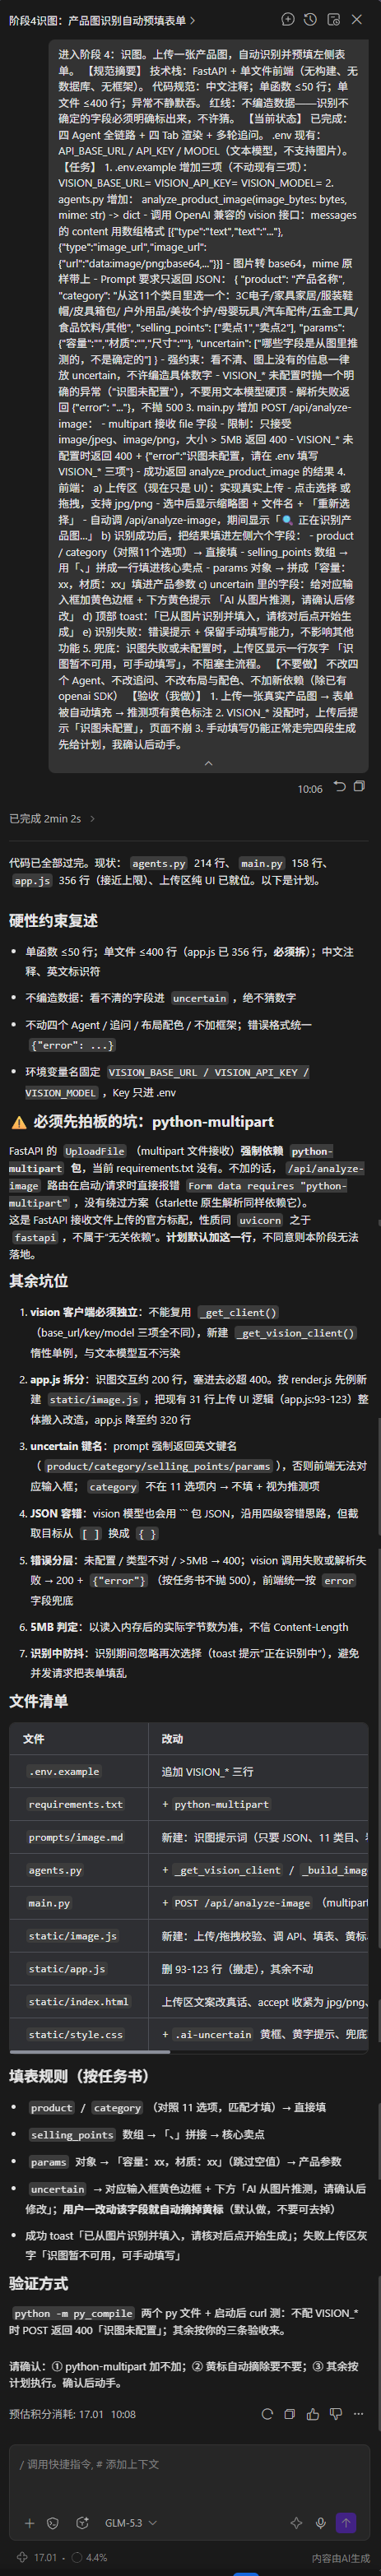 阶段4识图：产品图识别自动预填表单
进入阶段 4：识图。上传一张产品图，自动识别并预填左侧表
单。 【规范摘要】 技术栈：FastAPI + 单文件前端（无构建、无
数据库、无框架）。 代码规范：中文注释；单函数 ≤50 行；单
文件 ≤400 行；异常不静默吞。 红线：不编造数据——识别不
确定的字段必须明确标出来，不许猜。 【当前状态】 已完成：
四 Agent 全链路 + 四 Tab 渲染 + 多轮追问。 .env 现有：
API_BASE_URL / API_KEY / MODEL（文本模型，不支持图片）。
【任务】 1. .env.example 增加三项（不动现有三项）：
VISION_BASE_URL= VISION_API_KEY= VISION_MODEL= 2.
agents.py 增加： analyze_product_image(image_bytes: bytes,
mime: str) -> dict - 调用 OpenAI 兼容的 vision 接口：messages
的 content 用数组格式 [{"type":"text","text":"..."},
{"type":"image_url","image_url":
{"url":"data:image/png;base64,..."}}] - 图片转 base64，mime 原
样带上 - Prompt 要求只返回 JSON： { "product": "产品名称",
"category": "从这11个类目里选一个：3C电子/家具家居/服装鞋
帽/皮具箱包/ 户外用品/美妆个护/母婴玩具/汽车配件/五金工具/
食品饮料/其他", "selling_points": ["卖点1","卖点2"], "params":
{"容量":"","材质":"","尺寸":""}, "uncertain": ["哪些字段是从图里推
测的，不是确定的"] } - 强约束：看不清、图上没有的信息一律
放 uncertain，不许编造具体数字 - VISION_* 未配置时抛一个明
确的异常（"识图未配置"），不要用文本模型硬顶 - 解析失败返
回 {"error": "..."}，不抛 500 3. main.py 增加 POST /api/analyze-
image： - multipart 接收 file 字段 - 限制：只接受
image/jpeg、image/png，大小 > 5MB 返回 400 - VISION_* 未
配置时返回 400 + {"error":"识图未配置，请在 .env 填写
VISION_* 三项"} - 成功返回 analyze_product_image 的结果 4.
前端： a) 上传区（现在只是 UI）：实现真实上传 - 点击选择 或
拖拽，支持 jpg/png - 选中后显示缩略图 + 文件名 + 「重新选
择」 - 自动调 /api/analyze-image，期间显示「🔍 正在识别产
品图...」 b) 识别成功后，把结果填进左侧六个字段： - product
/ category（对照11个选项）→ 直接填 - selling_points 数组 →
用「、」拼成一行填进核心卖点 - params 对象 → 拼成「容量：
xx，材质：xx」填进产品参数 c) uncertain 里的字段：给对应输
入框加黄色边框 + 下方黄色提示 「AI 从图片推测，请确认后
修改」 d) 顶部 toast：「已从图片识别并填入，请核对后点开始生
成」 e) 识别失败：错误提示 + 保留手动填写能力，不影响其他
功能 5. 兜底：识图失败或未配置时，上传区显示一行灰字 「识
图暂不可用，可手动填写」，不阻塞主流程。 【不要做】 不改四
个 Agent、不改追问、不改布局与配色、不加新依赖（除已有
openai SDK） 【验收（我做）】 1. 上传一张真实产品图 → 表单
被自动填充 → 推测项有黄色标注 2. VISION_* 没配时，上传后提
示「识图未配置」，页面不崩 3. 手动填写仍能正常走完四段生成
先给计划，我确认后动手。
10:06
已完成 2min 2s
代码已全部过完。现状： agents.py 214 行、 main.py 158 行、
app.js 356 行（接近上限）、上传区纯 UI 已就位。以下是计划。
硬性约束复述
• 单函数 ≤50 行；单文件 ≤400 行（app.js 已 356 行，必须拆）；中文注
释、英文标识符
• 不编造数据：看不清的字段进 uncertain ，绝不猜数字
• 不动四个 Agent / 追问 / 布局配色 / 不加框架；错误格式统一
{"error": ...}
• 环境变量名固定 VISION_BASE_URL / VISION_API_KEY /
VISION_MODEL ，Key 只进 .env
⚠️ 必须先拍板的坑：python-multipart
FastAPI 的 UploadFile （multipart 文件接收）强制依赖 python-
multipart 包，当前 requirements.txt 没有。不加的话， /api/analyze-
image 路由在启动/请求时直接报错 Form data requires "python-
multipart" ，没有绕过方案（starlette 原生解析同样依赖它）。
这是 FastAPI 接收文件上传的官方标配，性质同 uvicorn 之于
fastapi ，不属于“无关依赖”。计划默认加这一行，不同意则本阶段无法
落地。
其余坑位
1. vision 客户端必须独立：不能复用 _get_client()
（base_url/key/model 三项全不同），新建 _get_vision_client()
惰性单例，与文本模型互不污染
2. app.js 拆分：识图交互约 200 行，塞进去必超 400。按 render.js 先例新
建 static/image.js ，把现有 31 行上传 UI 逻辑（app.js:93-123）整
体搬入改造，app.js 降至约 320 行
3. uncertain 键名：prompt 强制返回英文键名
（ product/category/selling_points/params ），否则前端无法对
应输入框； category 不在 11 选项内 → 不填 + 视为推测项
4. JSON 容错：vision 模型也会用 ``` 包 JSON，沿用四级容错思路，但截
取目标从 [ ] 换成 { }
5. 错误分层：未配置 / 类型不对 / >5MB → 400；vision 调用失败或解析失
败 → 200 + {"error"} （按任务书不抛 500），前端统一按 error
字段兜底
6. 5MB 判定：以读入内存后的实际字节数为准，不信 Content-Length
7. 识别中防抖：识别期间忽略再次选择（toast 提示“正在识别中”），避免
并发请求把表单填乱
文件清单
文件 改动
.env.example 追加 VISION_* 三行
requirements.txt + python-multipart
prompts/image.md 新建：识图提示词（只要 JSON、11 类目、
agents.py + _get_vision_client / _build_imag
main.py + POST /api/analyze-image （multipart
static/image.js 新建：上传/拖拽校验、调 API、填表、黄标、
static/app.js 删 93-123 行（搬走），其余不动
static/index.html 上传区文案改真话、accept 收紧为 jpg/png、
static/style.css + .ai-uncertain 黄框、黄字提示、兜底
填表规则（按任务书）
• product / category （对照 11 选项，匹配才填）→ 直接填
• selling_points 数组 → 「、」拼接 → 核心卖点
• params 对象 → 「容量：xx，材质：xx」（跳过空值）→ 产品参数
• uncertain → 对应输入框黄色边框 + 下方「AI 从图片推测，请确认后
修改」；用户一改动该字段就自动摘掉黄标（默认做，不要可去掉）
• 成功 toast「已从图片识别并填入，请核对后点开始生成」；失败上传区灰
字「识图暂不可用，可手动填写」
验证方式
python -m py_compile 两个 py 文件 + 启动后 curl 测：不配 VISION_*
时 POST 返回 400「识图未配置」；其余按你的三条验收来。
请确认：① python-multipart 加不加；② 黄标自动摘除要不要；③ 其余按
计划执行。确认后动手。
预估积分消耗: 17.01 10:08
/ 调用快捷指令, # 添加上下文
GLM-5.3
17.01 · 4.4%
内容由AI生成